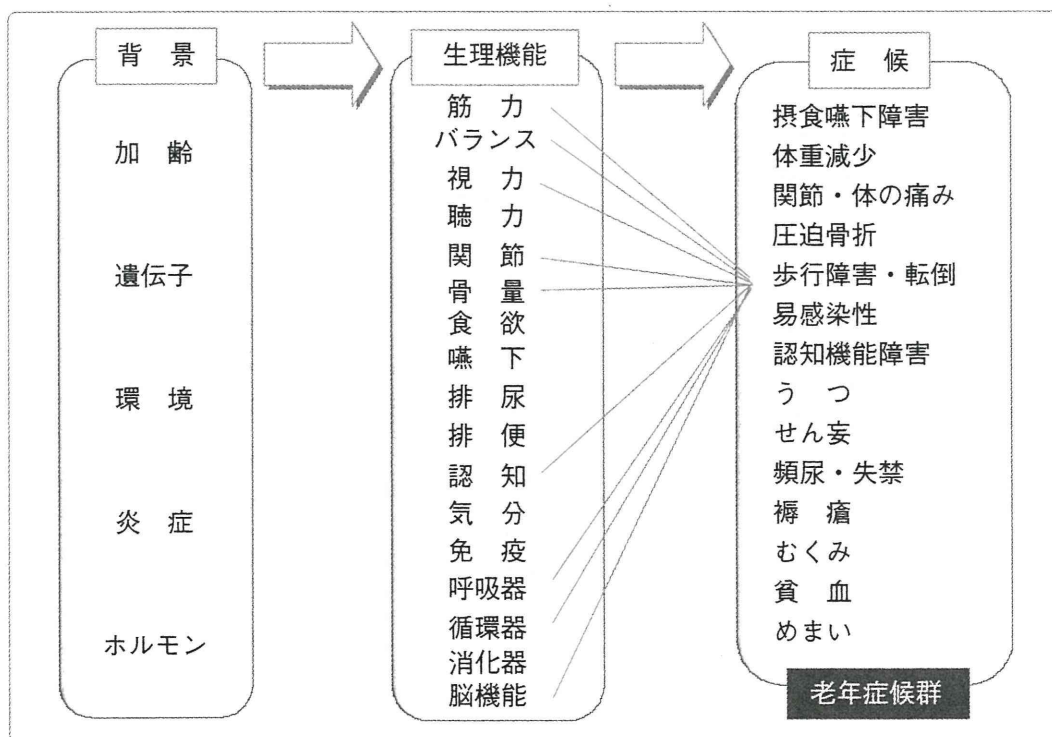 背 景
加 齢
遺伝子
環 境
炎 症
ホルモン
生理機能
筋 力
バランス
視 力
聴 力
関 節
骨 量
食 欲
嚥 下
排 尿
排 便
認 知
気 分
免 疫
呼吸器
循環器
消化器
脳機能
症 候
摂食嚥下障害
体重減少
関節・体の痛み
圧迫骨折
歩行障害・転倒
易感染性
認知機能障害
う つ
せん妄
頻尿・失禁
褥 瘡
むくみ
貧 血
めまい
老年症候群